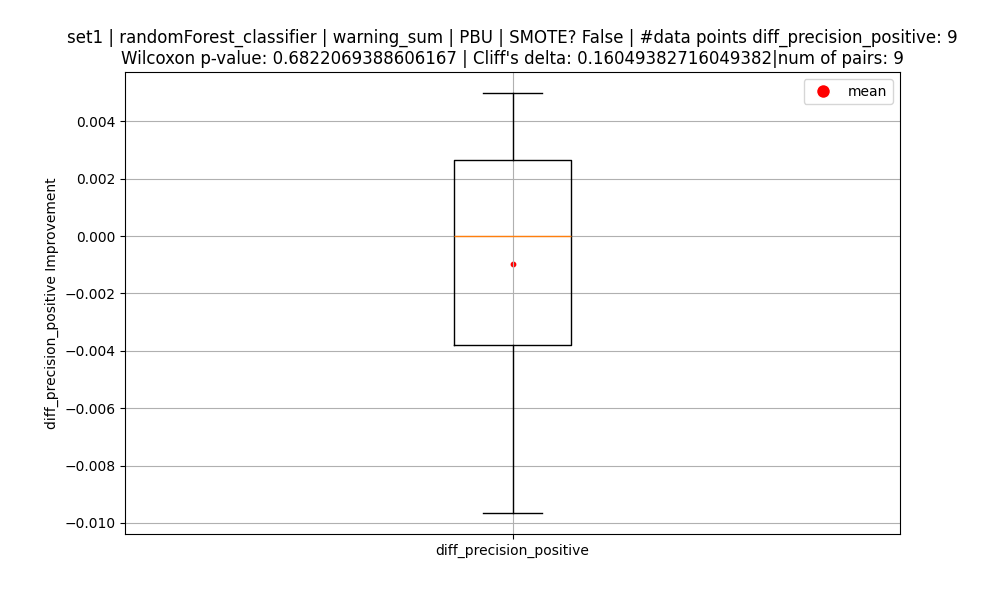 set1 | randomForest_classifier | warning_sum | PBU | SMOTE? False | #data points diff_precision_positive: 9
Wilcoxon p-value: 0.6822069388606167 | Cliff's delta: 0.16049382716049382|num of pairs: 9
mean
0.004
0.002
0.000
−0.002
−0.004
−0.006
−0.008
−0.010
diff_precision_positive Improvement
diff_precision_positive